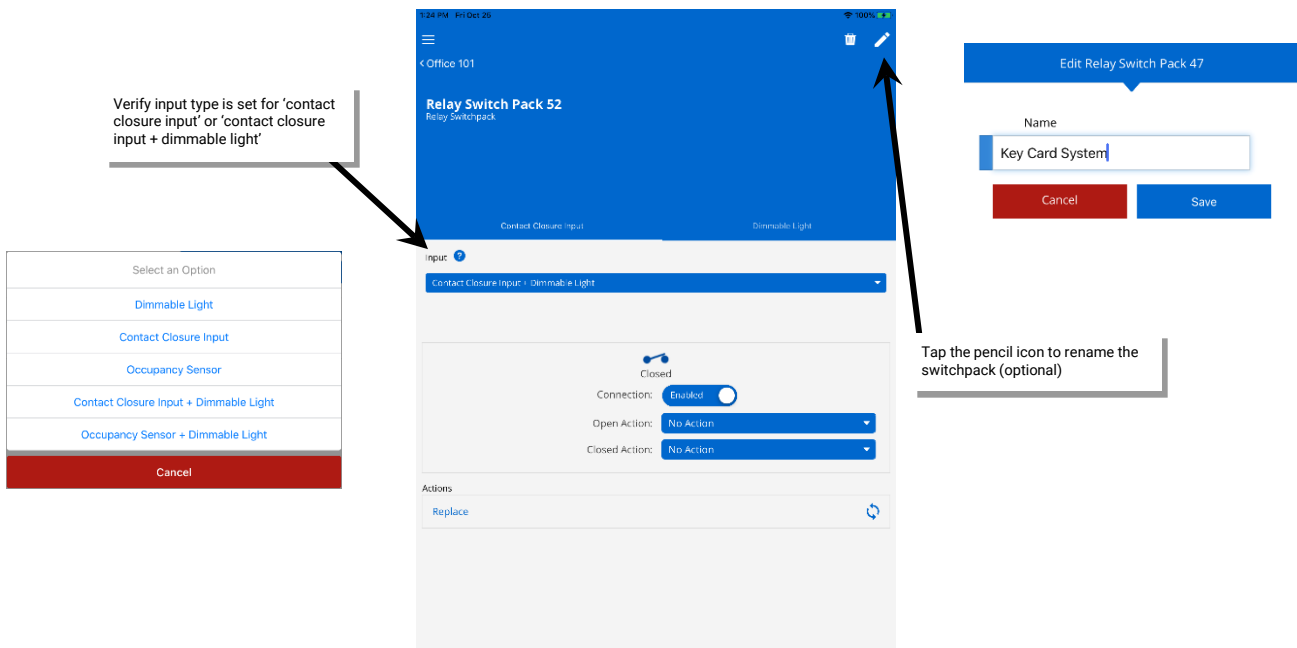 Verify input type is set for ‘contact
closure input’ or ‘contact closure
input + dimmable light’
Select an Option
Dimmable Light
Contact Closure Input
Occupancy Sensor
Contact Closure Input + Dimmable Light
Occupancy Sensor + Dimmable Light
Cancel
1:24 PM Fri Oct 25
100%
< Office 101
Relay Switch Pack 52
Relay Switchpack
Contact Closure Input
Dimmable Light
Input ?
Contact Closure Input + Dimmable Light
Closed
Connection: Enabled
Open Action: No Action
Closed Action: No Action
Actions
Replace
Edit Relay Switch Pack 47
Name
Key Card System
Cancel
Save
Tap the pencil icon to rename the
switchpack (optional)